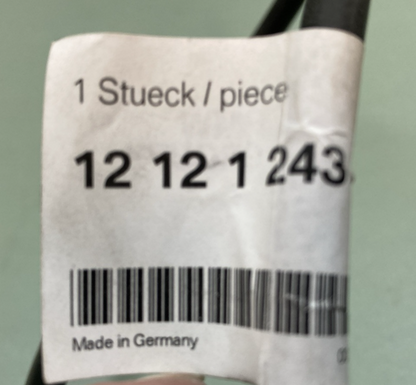 1 Stueck / piece
12 12 1 243
Made in Germany